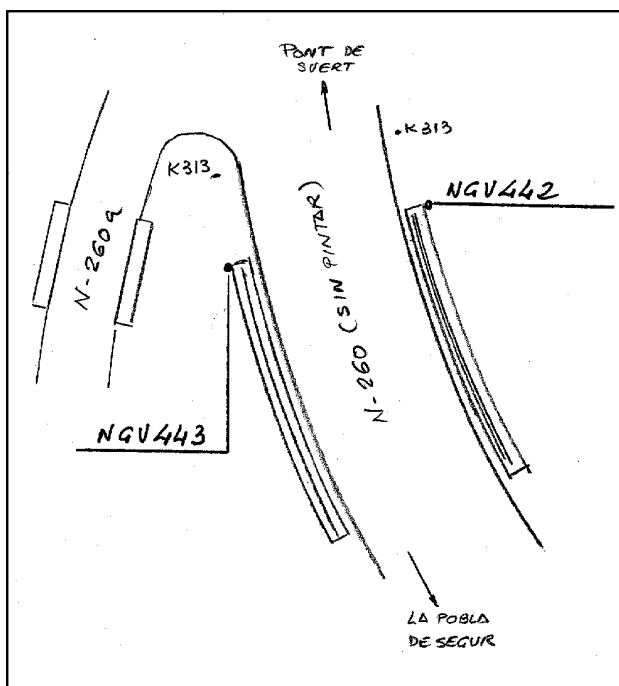 PONT DE
SUERT
K313
K313
NGV442
N-260a
N-260 (SIN PINTAR)
NGV443
LA POBLA
DE SEGUR